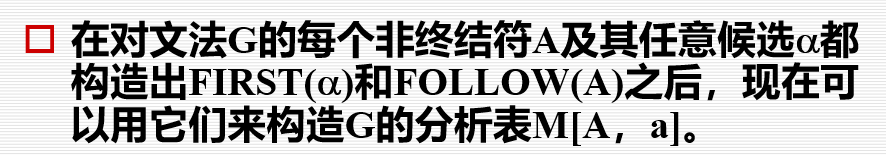 在对文法G的每个非终结符A及其任意候选α都
构造出FIRST(α)和FOLLOW(A)之后，现在可
以用它们来构造G的分析表M[A，a]。